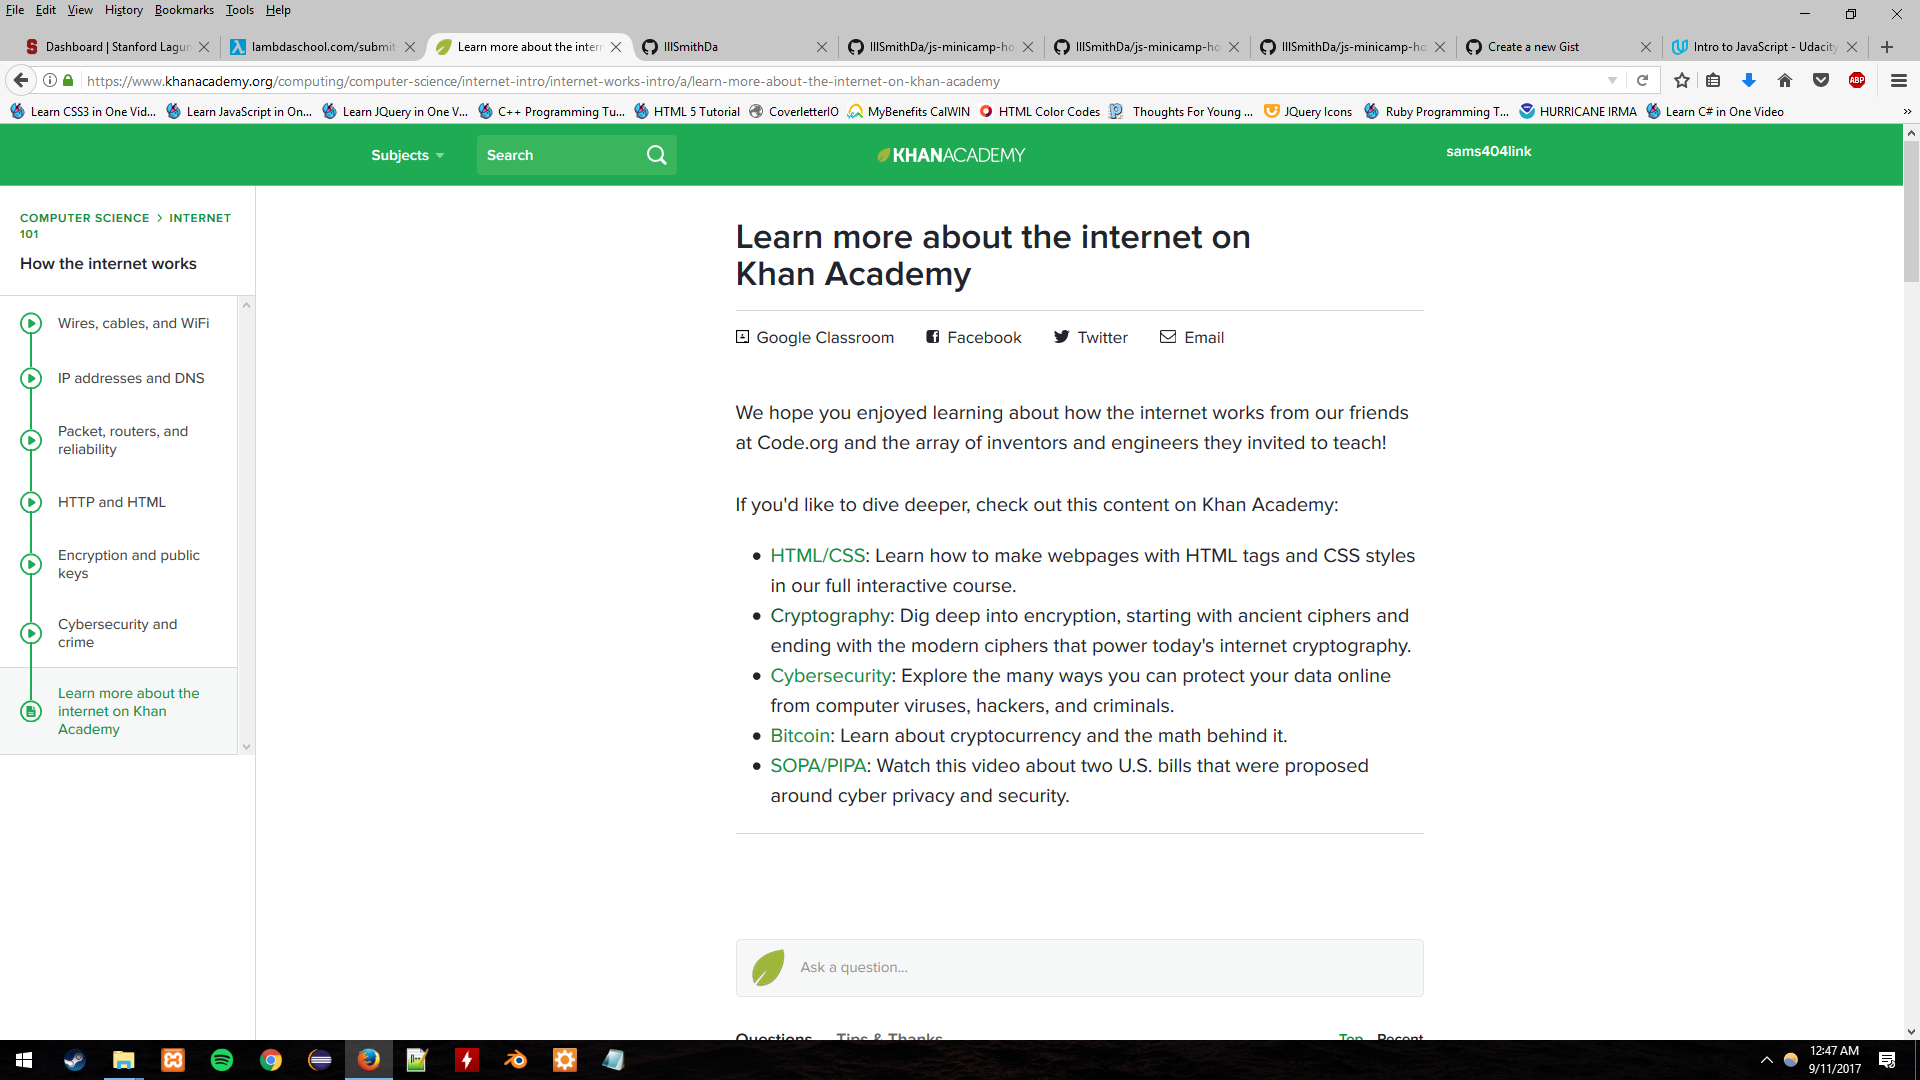 File Edit View History Bookmarks Tools Help
Dashboard | Stanford Lagun
lambdaschool.com/submit
Learn more about the intern
IIISmithDa
IIISmithDa/js-minicamp-ho
IIISmithDa/js-minicamp-ho
IIISmithDa/js-minicamp-ho
Create a new Gist
Intro to JavaScript - Udacity
https://www.khanacademy.org/computing/computer-science/internet-intro/internet-works-intro/a/learn-more-about-the-internet-on-khan-academy
ABP
Learn CSS3 in One Vid...
Learn JavaScript in On...
Learn JQuery in One V...
C++ Programming Tu...
HTML 5 Tutorial
CoverletterIO
MyBenefits CalWIN
HTML Color Codes
Thoughts For Young ...
JQuery Icons
Ruby Programming T...
HURRICANE IRMA
Learn C# in One Video
Subjects
Search
KHANACADEMY
sams404link
COMPUTER SCIENCE > INTERNET
101
How the internet works
Wires, cables, and WiFi
IP addresses and DNS
Packet, routers, and
reliability
HTTP and HTML
Encryption and public
keys
Cybersecurity and
crime
Learn more about the
internet on Khan
Academy
Learn more about the internet on
Khan Academy
Google Classroom Facebook Twitter Email
We hope you enjoyed learning about how the internet works from our friends
at Code.org and the array of inventors and engineers they invited to teach!
If you'd like to dive deeper, check out this content on Khan Academy:
• HTML/CSS: Learn how to make webpages with HTML tags and CSS styles
in our full interactive course.
• Cryptography: Dig deep into encryption, starting with ancient ciphers and
ending with the modern ciphers that power today's internet cryptography.
• Cybersecurity: Explore the many ways you can protect your data online
from computer viruses, hackers, and criminals.
• Bitcoin: Learn about cryptocurrency and the math behind it.
• SOPA/PIPA: Watch this video about two U.S. bills that were proposed
around cyber privacy and security.
Ask a question...
Questions Tips & Thanks Top Recent
12:47 AM
9/11/2017